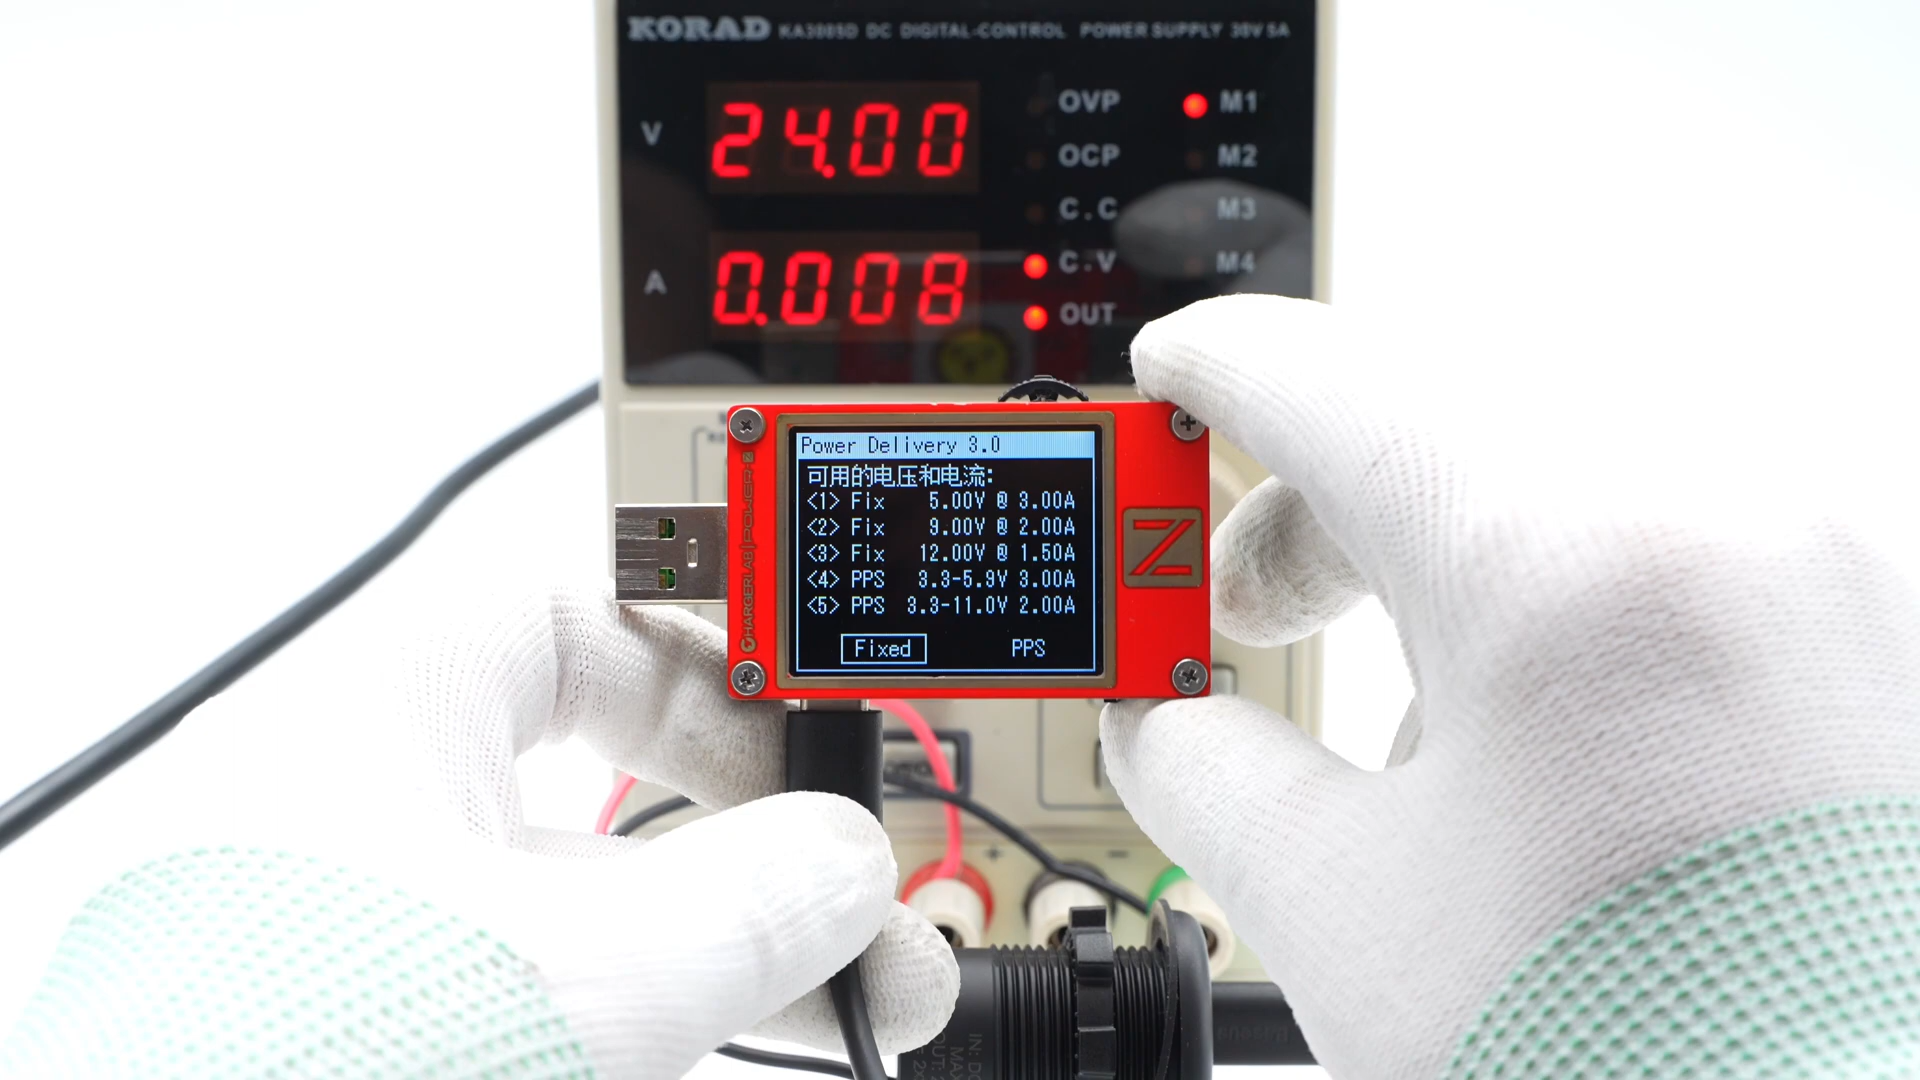 KORAD KA3005D DC DIGITAL-CONTROL POWER SUPPLY 30V 5A
V 24.00
A 0.008
OVP
OCP
C.C
C.V
OUT
M1
M2
M3
M4
CHARGERLAB | POWER-Z
Power Delivery 3.0
可用的电压和电流:
<1> Fix 5.00V @ 3.00A
<2> Fix 9.00V @ 2.00A
<3> Fix 12.00V @ 1.50A
<4> PPS 3.3-5.9V 3.00A
<5> PPS 3.3-11.0V 2.00A
Fixed PPS
Z
+ -